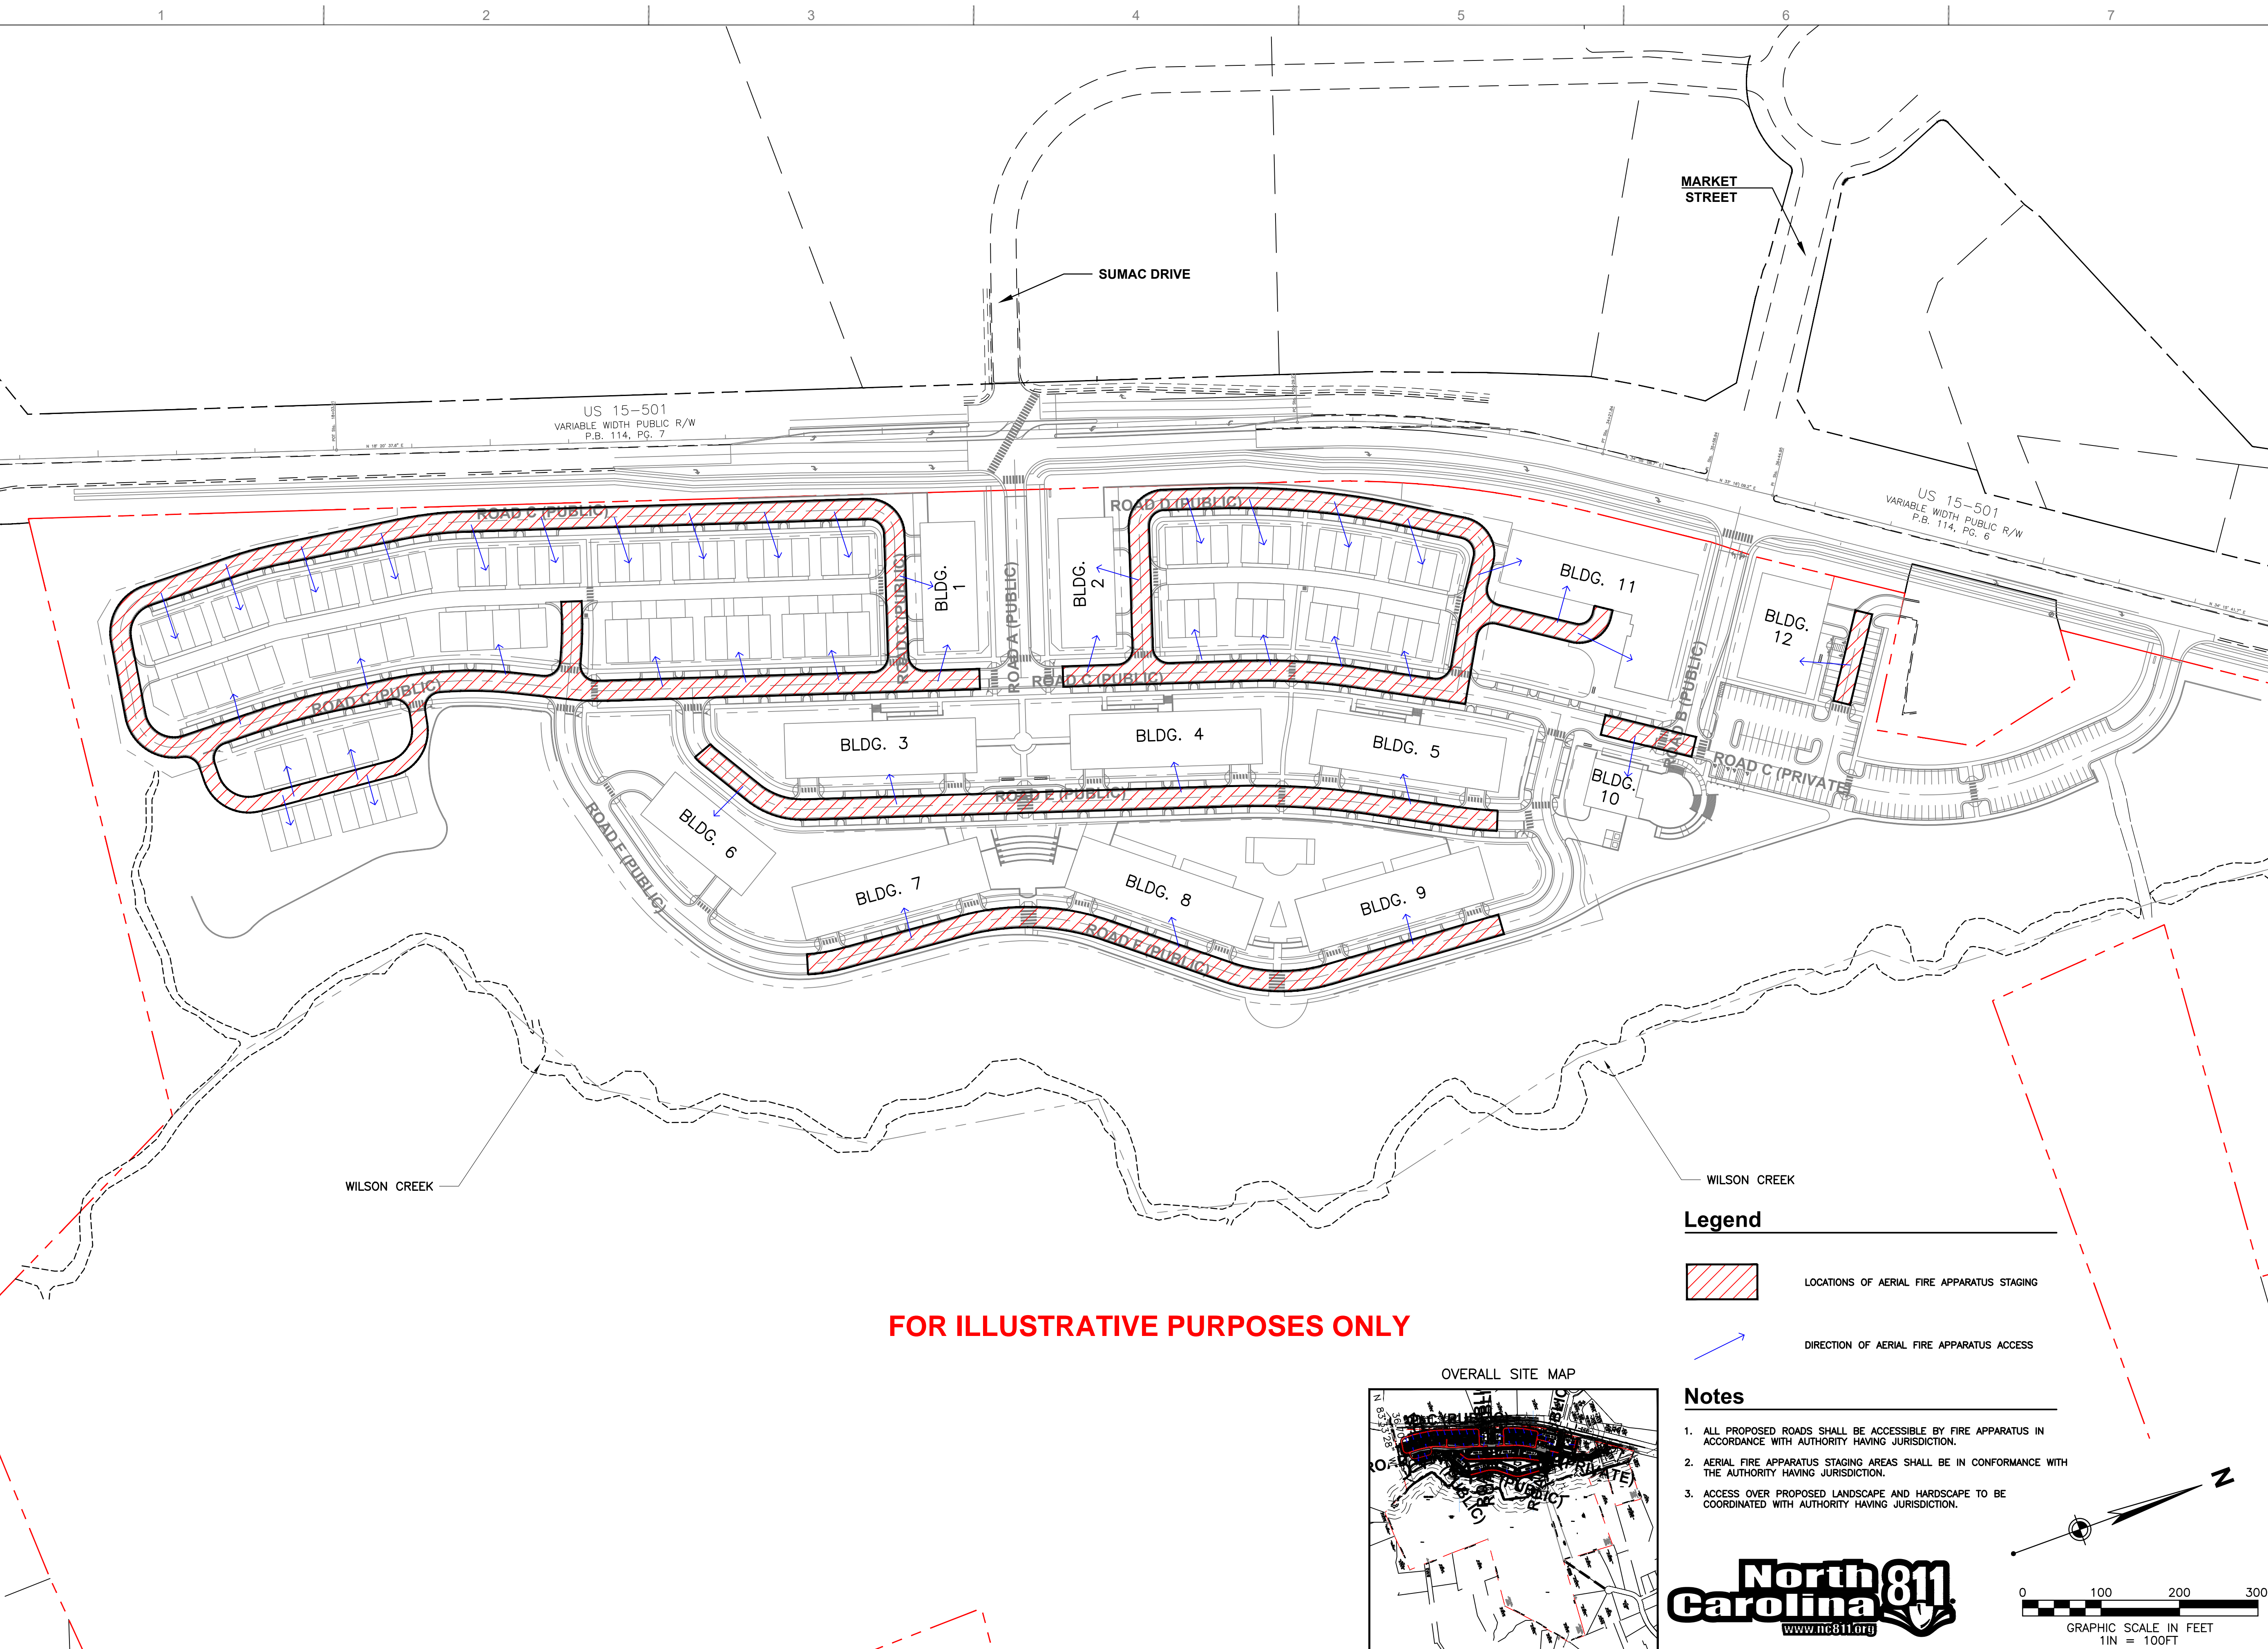 1 2 3 4 5 6 7
MARKET
STREET
SUMAC DRIVE
US 15-501
VARIABLE WIDTH PUBLIC R/W
P.B. 114, PG. 7
US 15-501
VARIABLE WIDTH PUBLIC R/W
P.B. 114, PG. 6
ROAD C (PUBLIC)
ROAD D (PUBLIC)
ROAD C (PUBLIC)
BLDG.
1
ROAD A (PUBLIC)
BLDG.
2
BLDG. 11
BLDG.
12
ROAD B (PUBLIC)
ROAD C (PUBLIC)
ROAD C (PUBLIC)
BLDG. 3
BLDG. 4
BLDG. 5
BLDG.
10
ROAD C (PRIVATE)
ROAD E (PUBLIC)
BLDG. 6
ROAD F (PUBLIC)
BLDG. 7
BLDG. 8
BLDG. 9
ROAD F (PUBLIC)
WILSON CREEK
WILSON CREEK
Legend
LOCATIONS OF AERIAL FIRE APPARATUS STAGING
DIRECTION OF AERIAL FIRE APPARATUS ACCESS
FOR ILLUSTRATIVE PURPOSES ONLY
OVERALL SITE MAP
Notes
1. ALL PROPOSED ROADS SHALL BE ACCESSIBLE BY FIRE APPARATUS IN
ACCORDANCE WITH AUTHORITY HAVING JURISDICTION.
2. AERIAL FIRE APPARATUS STAGING AREAS SHALL BE IN CONFORMANCE WITH
THE AUTHORITY HAVING JURISDICTION.
3. ACCESS OVER PROPOSED LANDSCAPE AND HARDSCAPE TO BE
COORDINATED WITH AUTHORITY HAVING JURISDICTION.
N
North
Carolina
811
www.nc811.org
0 100 200 300
GRAPHIC SCALE IN FEET
1IN = 100FT